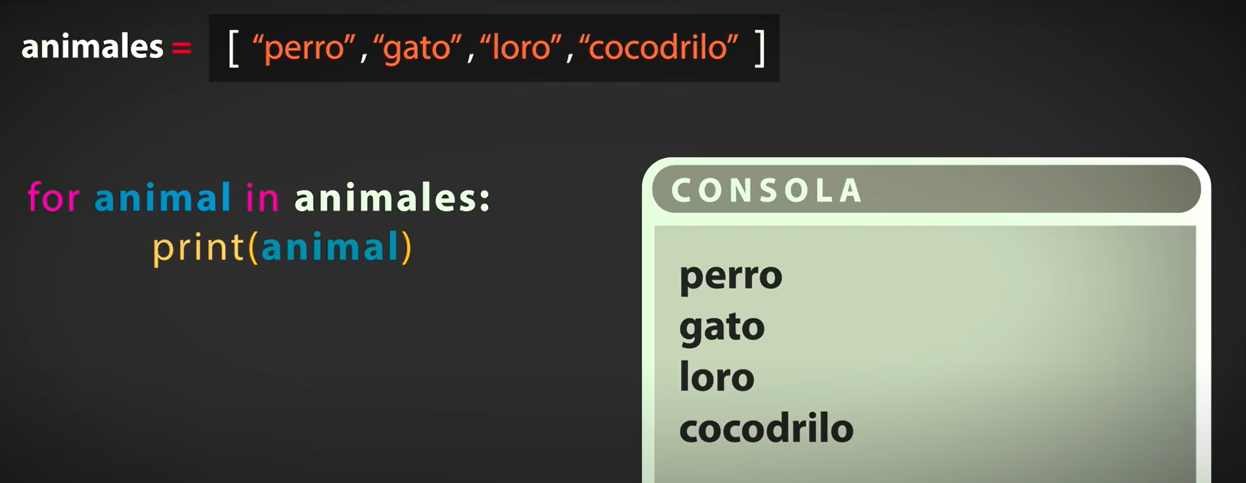 animales = [ “perro”,“gato”,“loro”,“cocodrilo” ]
for animal in animales:
print(animal)
CONSOLA
perro
gato
loro
cocodrilo